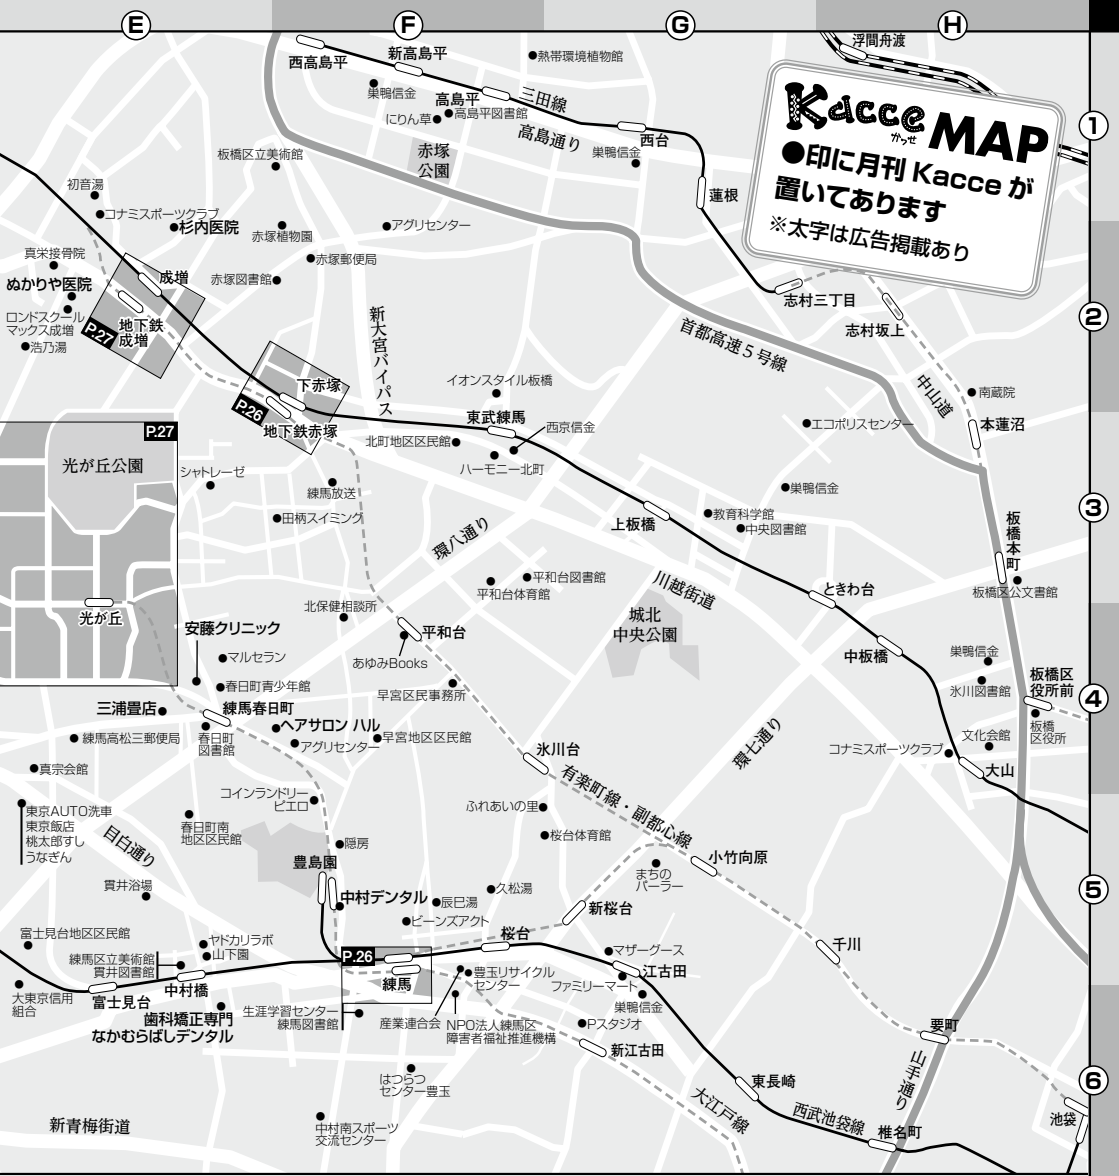 E
F
G
H
浮間舟渡
Kacce
かっせ
MAP
●印に月刊 Kacce が
置いてあります
※太字は広告掲載あり
①
②
③
④
⑤
⑥
西高島平
新高島平
熱帯環境植物館
巣鴨信金
高島平
三田線
にりん草
高島平図書館
高島通り
西台
赤塚
公園
巣鴨信金
蓮根
板橋区立美術館
初音湯
コナミスポーツクラブ
杉内医院
赤塚植物園
アグリセンター
真栄接骨院
成増
赤塚郵便局
ぬかりや医院
赤塚図書館
ロンドスクール
マックス成増
地下鉄
成増
P.27
浩乃湯
新大宮バイパス
志村三丁目
志村坂上
首都高速5号線
下赤塚
P.26
地下鉄赤塚
イオンスタイル板橋
中山道
南蔵院
東武練馬
西京信金
エコポリスセンター
本蓮沼
北町地区区民館
ハーモニー北町
P.27
光が丘公園
シャトレーゼ
練馬放送
田柄スイミング
環八通り
上板橋
巣鴨信金
教育科学館
中央図書館
板橋本町
板橋区公文書館
平和台図書館
平和台体育館
川越街道
ときわ台
光が丘
北保健相談所
城北
中央公園
安藤クリニック
平和台
あゆみBooks
中板橋
巣鴨信金
マルセラン
春日町青少年館
早宮区民事務所
氷川図書館
板橋区
役所前
三浦畳店
練馬春日町
ヘアサロン ハル
練馬高松三郵便局
春日町
図書館
アグリセンター
早宮地区区民館
文化会館
板橋
区役所
コナミスポーツクラブ
真宗会館
氷川台
環七通り
大山
コインランドリー
ピエロ
有楽町線・副都心線
東京AUTO洗車
東京飯店
桃太郎すし
うなぎん
ふれあいの里
春日町南
地区区民館
目白通り
隠房
桜台体育館
豊島園
まちの
パーラー
小竹向原
貫井浴場
中村デンタル
辰巳湯
久松湯
新桜台
ビーンズアクト
富士見台地区区民館
ヤドカリラボ
山下園
桜台
千川
練馬区立美術館
貫井図書館
P.26
マザーグース
江古田
中村橋
練馬
豊玉リサイクル
センター
ファミリーマート
大東京信用
組合
富士見台
歯科矯正専門
なかむらばしデンタル
生涯学習センター
練馬図書館
産業連合会
NPO法人練馬区
障害者福祉推進機構
巣鴨信金
Pスタジオ
要町
新江古田
山手通り
はつらつ
センター豊玉
東長崎
大江戸線
西武池袋線
池袋
新青梅街道
中村南スポーツ
交流センター
椎名町